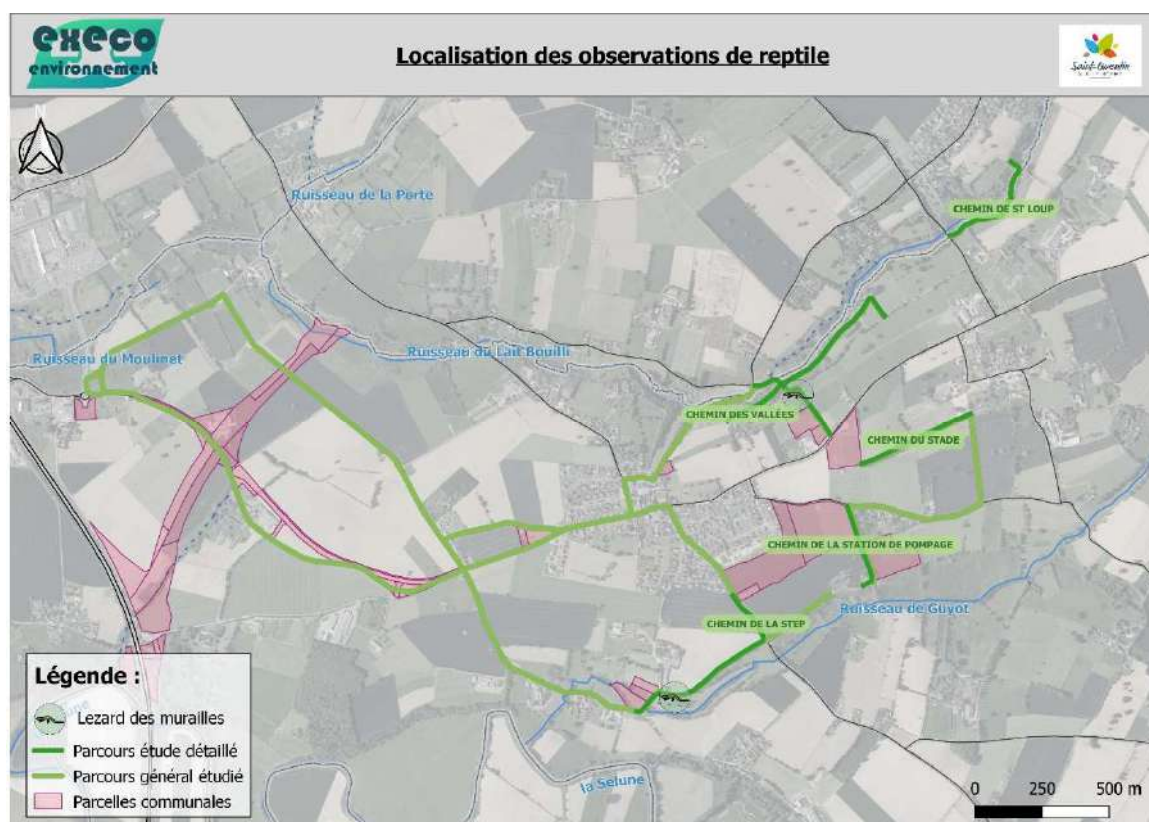 execo
environnement
Localisation des observations de reptile
Saint-Quentin
N
Ruisseau de la Porte
CHEMIN DE ST LOUP
Ruisseau du Moulinet
Ruisseau du Lait Bouilli
CHEMIN DES VALLÉES
CHEMIN DU STADE
CHEMIN DE LA STATION DE POMPAGE
Ruisseau de Guyot
CHEMIN DE LA STEP
la Sélune
Légende :
Lezard des murailles
Parcours étude détaillé
Parcours général étudié
Parcelles communales
0 250 500 m